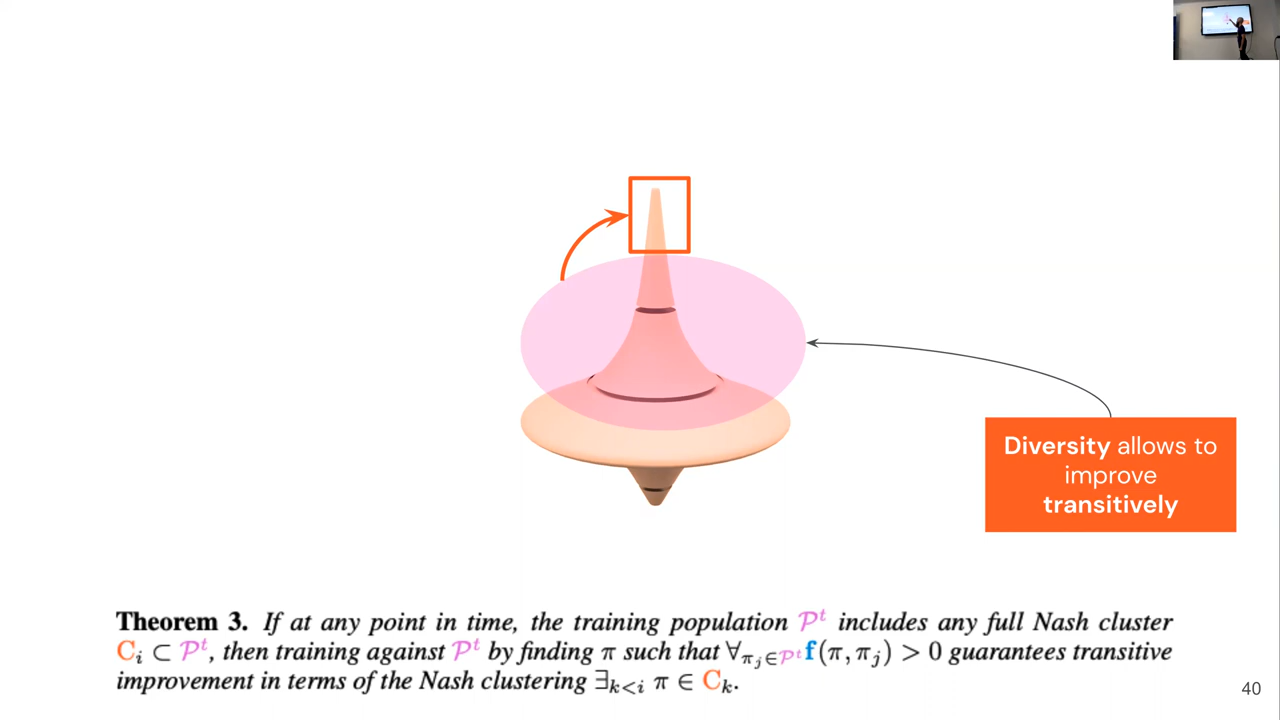 Diversity allows to
improve
transitively
Theorem 3. If at any point in time, the training population 𝒫ᵗ includes any full Nash cluster
Cᵢ ⊂ 𝒫ᵗ, then training against 𝒫ᵗ by finding π such that ∀_{πⱼ∈𝒫ᵗ} f(π, πⱼ) > 0 guarantees transitive
improvement in terms of the Nash clustering ∃_{k<i} π ∈ Cₖ.
40